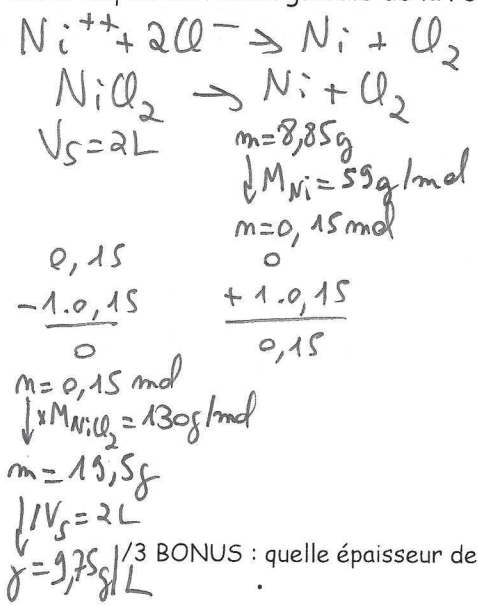 Ni⁺⁺ + 2Cl⁻ → Ni + Cl₂
NiCl₂ → Ni + Cl₂
Vs = 2L m = 8,85g
↓ M Ni = 59g/mol
n = 0,15 mol
0,15 0
-1.0,15 +1.0,15
0 0,15
n = 0,15 mol
↓ x M NiCl₂ = 130g/mol
m = 19,5g
↓ /Vs = 2L
γ = 9,75g/L /3 BONUS : quelle épaisseur de